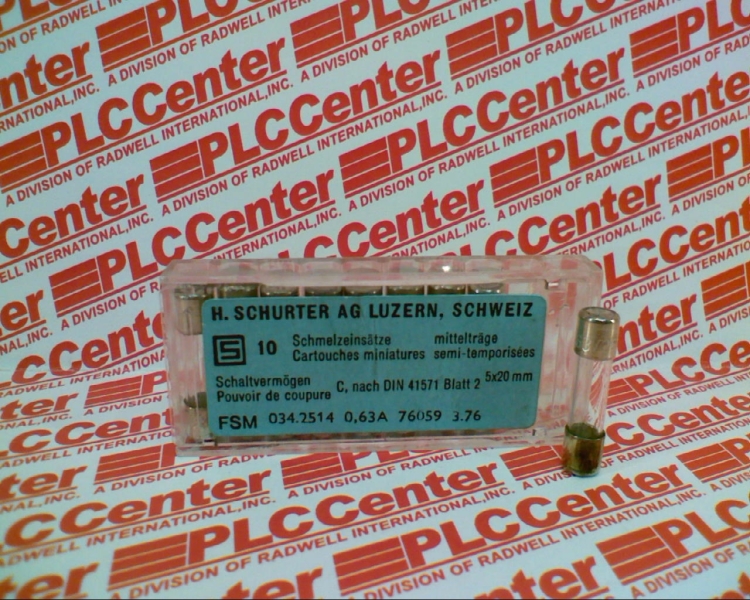 H. SCHURTER AG LUZERN, SCHWEIZ
S 10 Schmelzeinsätze mittelträge
Cartouches miniatures semi-temporisées
Schaltvermögen
Pouvoir de coupure C, nach DIN 41571 Blatt 2 5x20 mm
FSM 034.2514 0,63A 76059 3.76
PLCCenter
A DIVISION OF RADWELL INTERNATIONAL, INC.